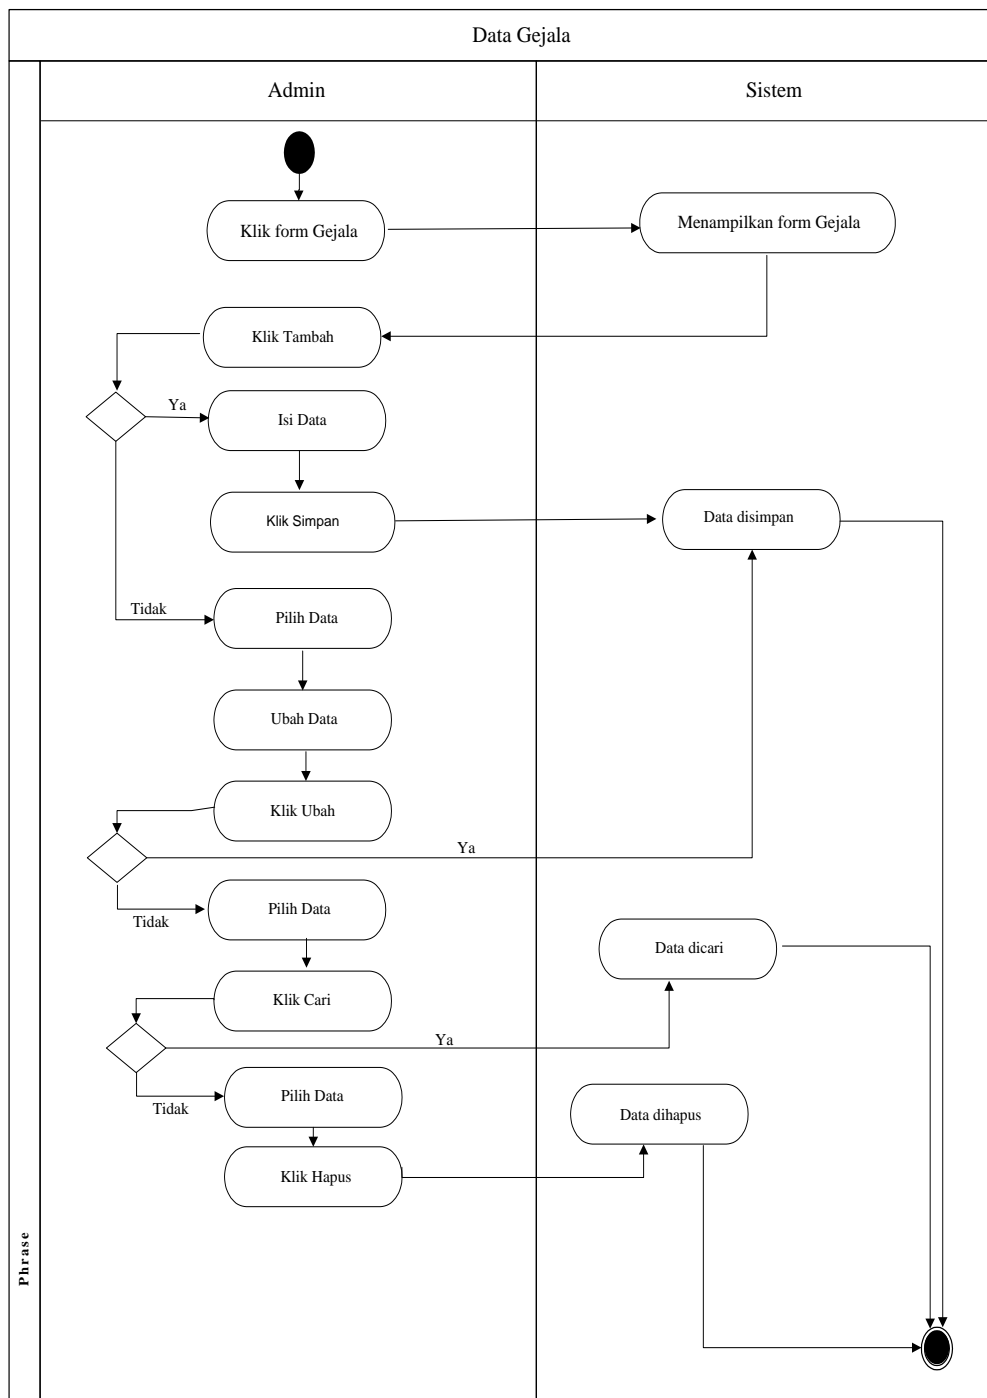 Data Gejala
Admin
Sistem
Klik form Gejala
Menampilkan form Gejala
Klik Tambah
Ya
Isi Data
Klik Simpan
Data disimpan
Tidak
Pilih Data
Ubah Data
Klik Ubah
Ya
Tidak
Pilih Data
Data dicari
Klik Cari
Ya
Tidak
Pilih Data
Data dihapus
Klik Hapus
Phrase